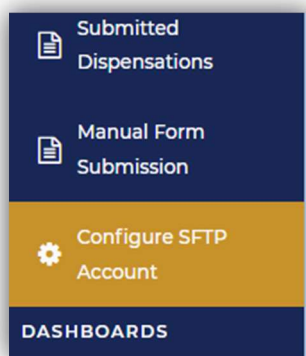 Submitted
Dispensations
Manual Form
Submission
Configure SFTP
Account
DASHBOARDS